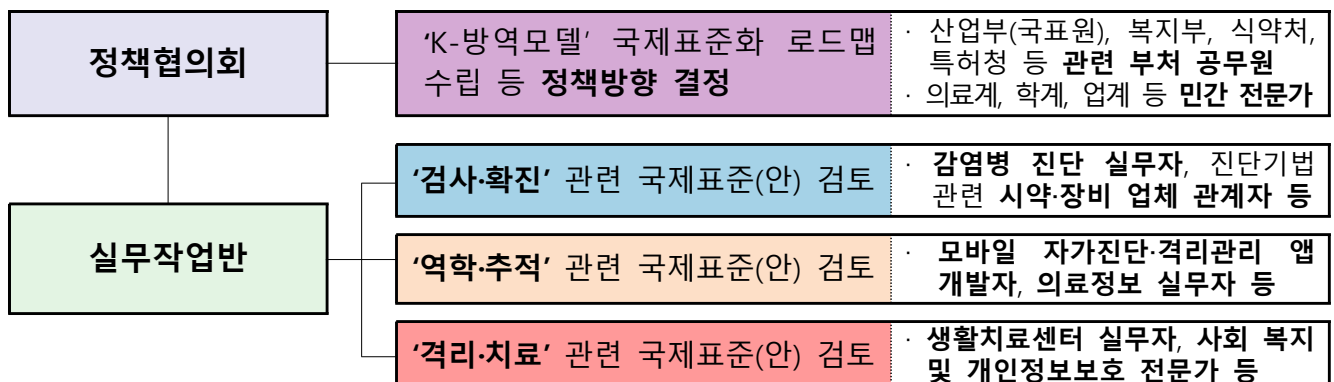 정책협의회
‘K-방역모델’ 국제표준화 로드맵
수립 등 정책방향 결정
· 산업부(국표원), 복지부, 식약처,
특허청 등 관련 부처 공무원
· 의료계, 학계, 업계 등 민간 전문가
실무작업반
‘검사·확진’ 관련 국제표준(안) 검토
· 감염병 진단 실무자, 진단기법
관련 시약·장비 업체 관계자 등
‘역학·추적’ 관련 국제표준(안) 검토
· 모바일 자가진단·격리관리 앱
개발자, 의료정보 실무자 등
‘격리·치료’ 관련 국제표준(안) 검토
· 생활치료센터 실무자, 사회 복지
및 개인정보보호 전문가 등